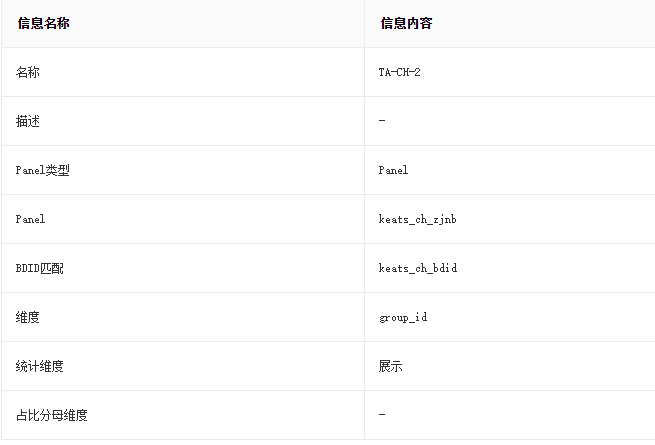 信息名称 信息内容
名称 TA-CH-2
描述 -
Panel类型 Panel
Panel keats_ch_zjnb
BDID匹配 keats_ch_bdid
维度 group_id
统计维度 展示
占比分母维度 -